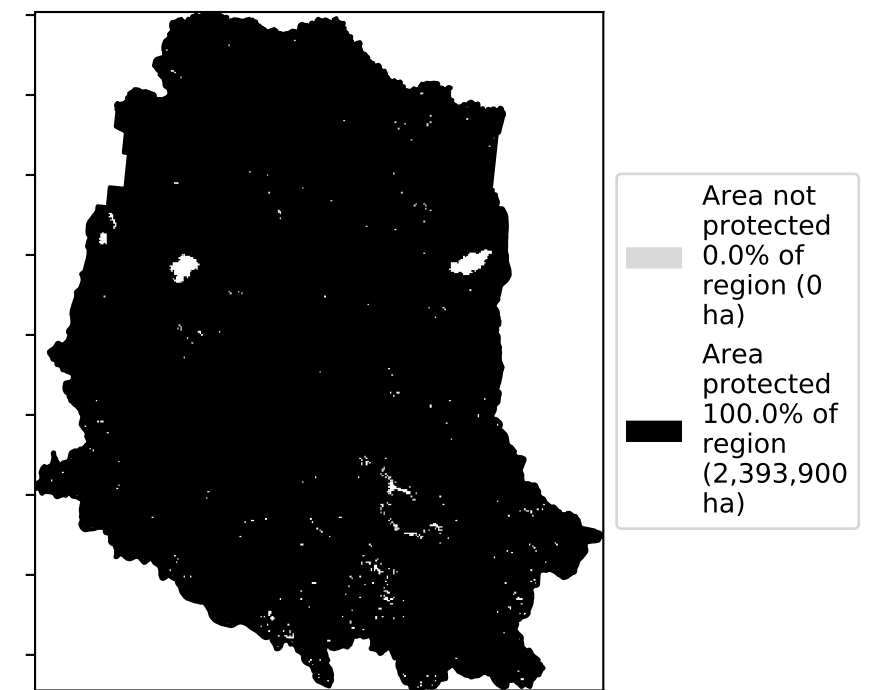 Area not
protected
0.0% of
region (0
ha)
Area
protected
100.0% of
region
(2,393,900
ha)